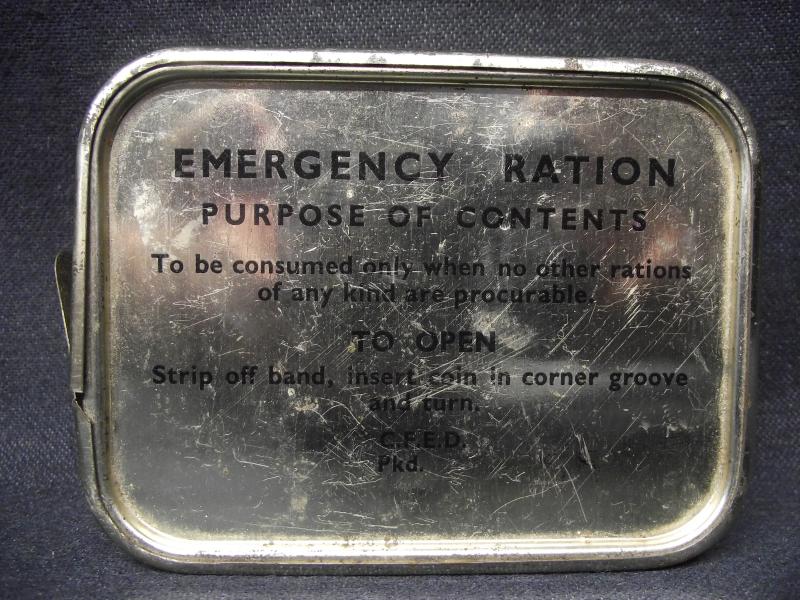 EMERGENCY RATION
PURPOSE OF CONTENTS
To be consumed only when no other rations
of any kind are procurable.
TO OPEN
Strip off band, insert coin in corner groove
and turn.
C.F.E.D.
Pkd.